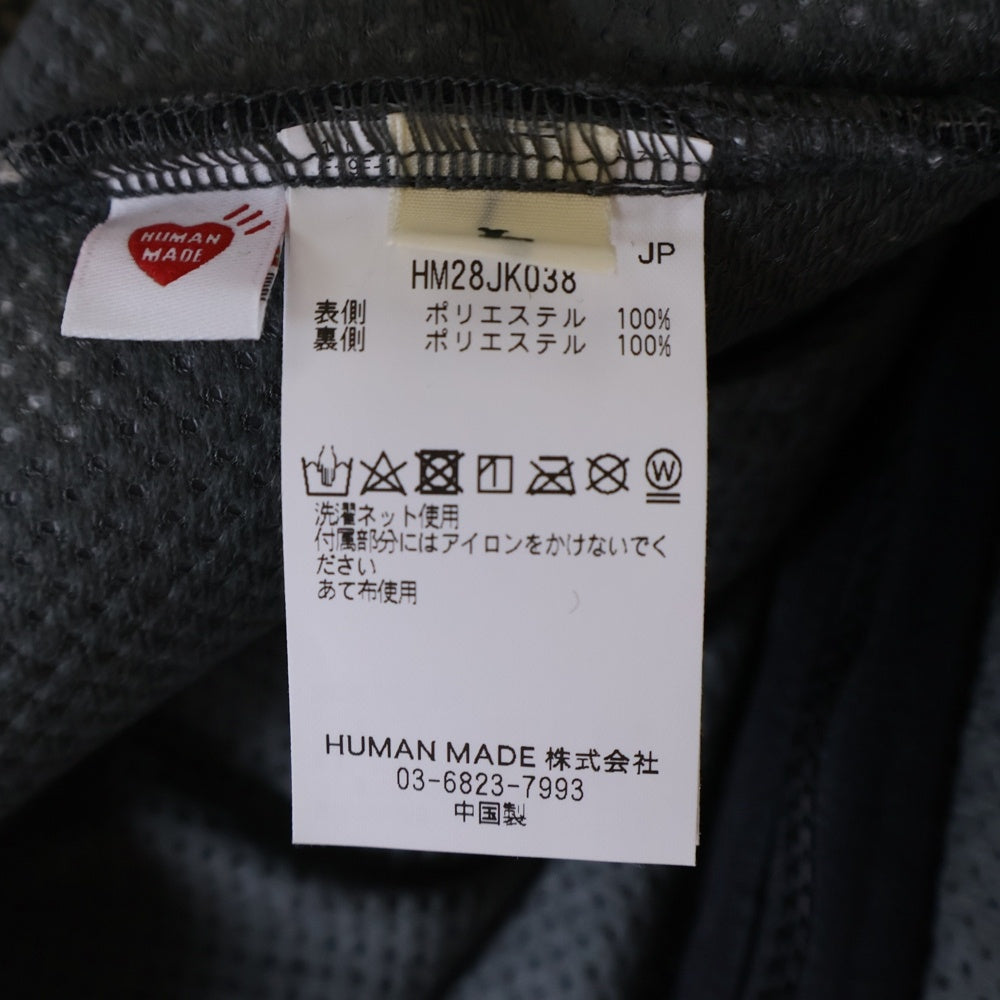 HUMAN
MADE
JP
HM28JK038
表側 ポリエステル 100%
裏側 ポリエステル 100%
W
洗濯ネット使用
付属部分にはアイロンをかけないでく
ださい
あて布使用
HUMAN MADE 株式会社
03-6823-7993
中国製